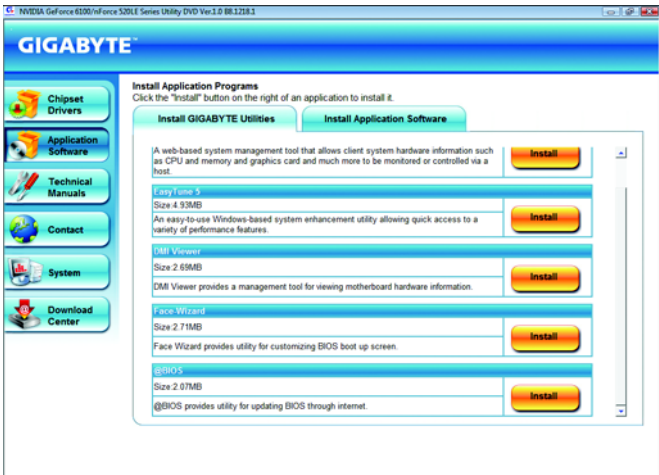 NVIDIA GeForce 6100/nForce 520LE Series Utility DVD Ver.1.0 B8.1218.1
GIGABYTE™
Chipset
Drivers
Application
Software
Technical
Manuals
Contact
System
Download
Center
Install Application Programs
Click the "Install" button on the right of an application to install it.
Install GIGABYTE Utilities
Install Application Software
A web-based system management tool that allows client system hardware information such
as CPU and memory and graphics card and much more to be monitored or controlled via a
host.
Install
EasyTune 5
Size:4.93MB
An easy-to-use Windows-based system enhancement utility allowing quick access to a
variety of performance features.
Install
DMI Viewer
Size:2.69MB
DMI Viewer provides a management tool for viewing motherboard hardware information.
Install
Face-Wizard
Size:2.71MB
Face Wizard provides utility for customizing BIOS boot up screen.
Install
@BIOS
Size:2.07MB
@BIOS provides utility for updating BIOS through internet.
Install